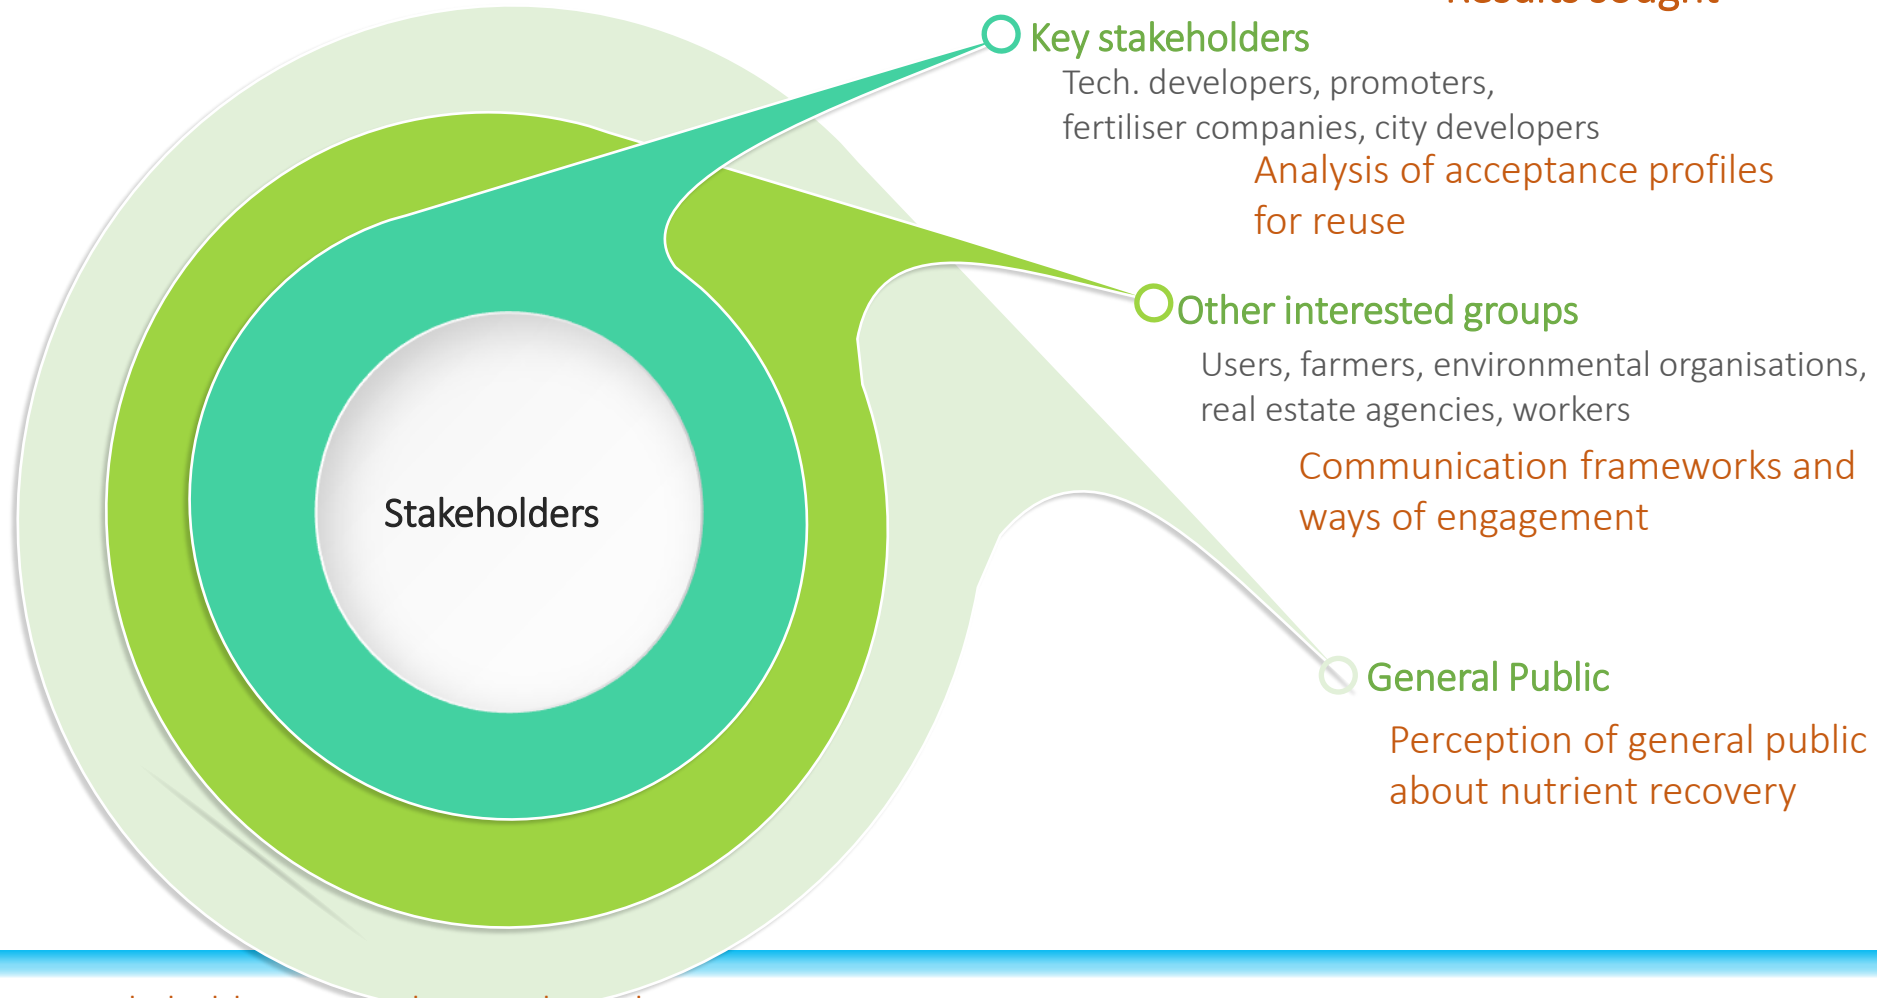 Results sought
Key stakeholders
Tech. developers, promoters,
fertiliser companies, city developers
Analysis of acceptance profiles
for reuse
Other interested groups
Users, farmers, environmental organisations,
real estate agencies, workers
Communication frameworks and
ways of engagement
Stakeholders
General Public
Perception of general public
about nutrient recovery